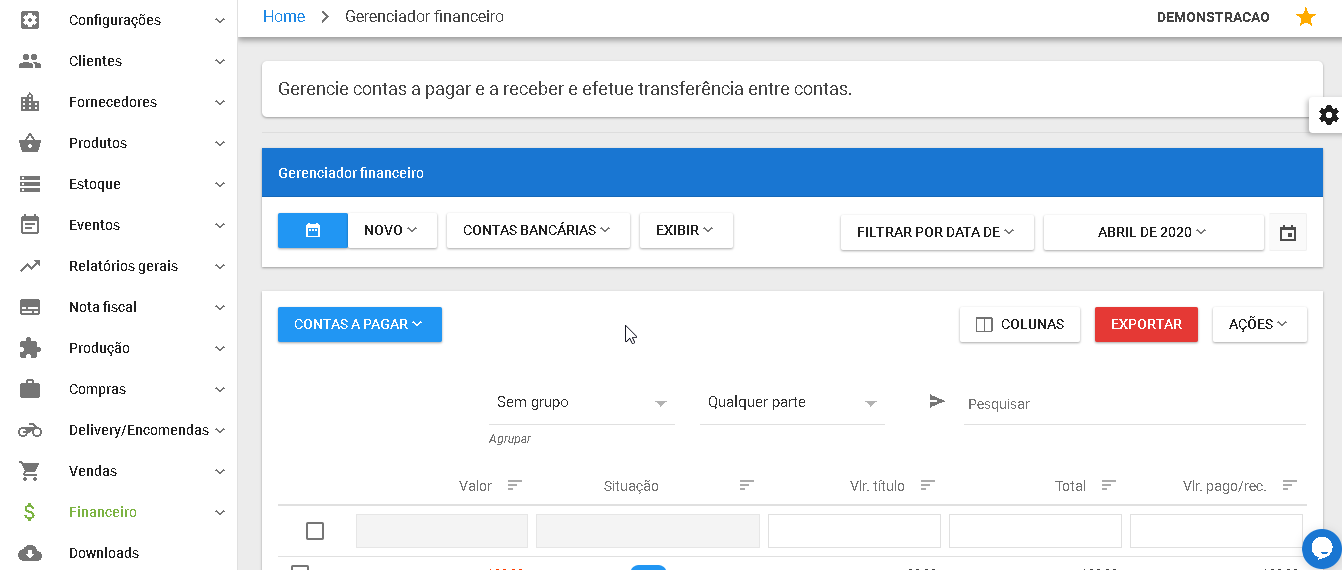 Configurações
Clientes
Fornecedores
Produtos
Estoque
Eventos
Relatórios gerais
Nota fiscal
Produção
Compras
Delivery/Encomendas
Vendas
Financeiro
Downloads
Home > Gerenciador financeiro
DEMONSTRACAO
Gerencie contas a pagar e a receber e efetue transferência entre contas.
Gerenciador financeiro
NOVO CONTAS BANCÁRIAS EXIBIR FILTRAR POR DATA DE ABRIL DE 2020
CONTAS A PAGAR COLUNAS EXPORTAR AÇÕES
Sem grupo Qualquer parte Pesquisar
Agrupar
Valor Situação Vlr. título Total Vlr. pago/rec.